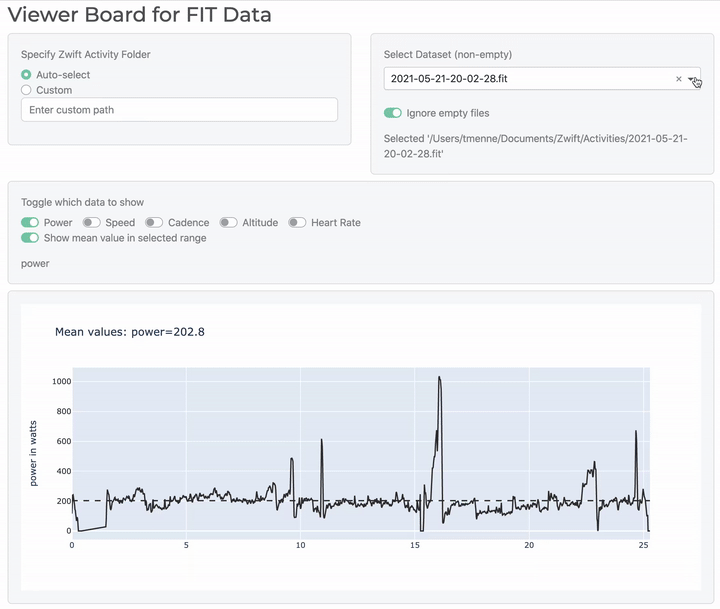 Viewer Board for FIT Data
Specify Zwift Activity Folder
Auto-select
Custom
Enter custom path
Select Dataset (non-empty)
2021-05-21-20-02-28.fit ×
Ignore empty files
Selected '/Users/tmenne/Documents/Zwift/Activities/2021-05-21-
20-02-28.fit'
Toggle which data to show
Power Speed Cadence Altitude Heart Rate
Show mean value in selected range
power
Mean values: power=202.8
power in watts
1000
800
600
400
200
0
0 5 10 15 20 25